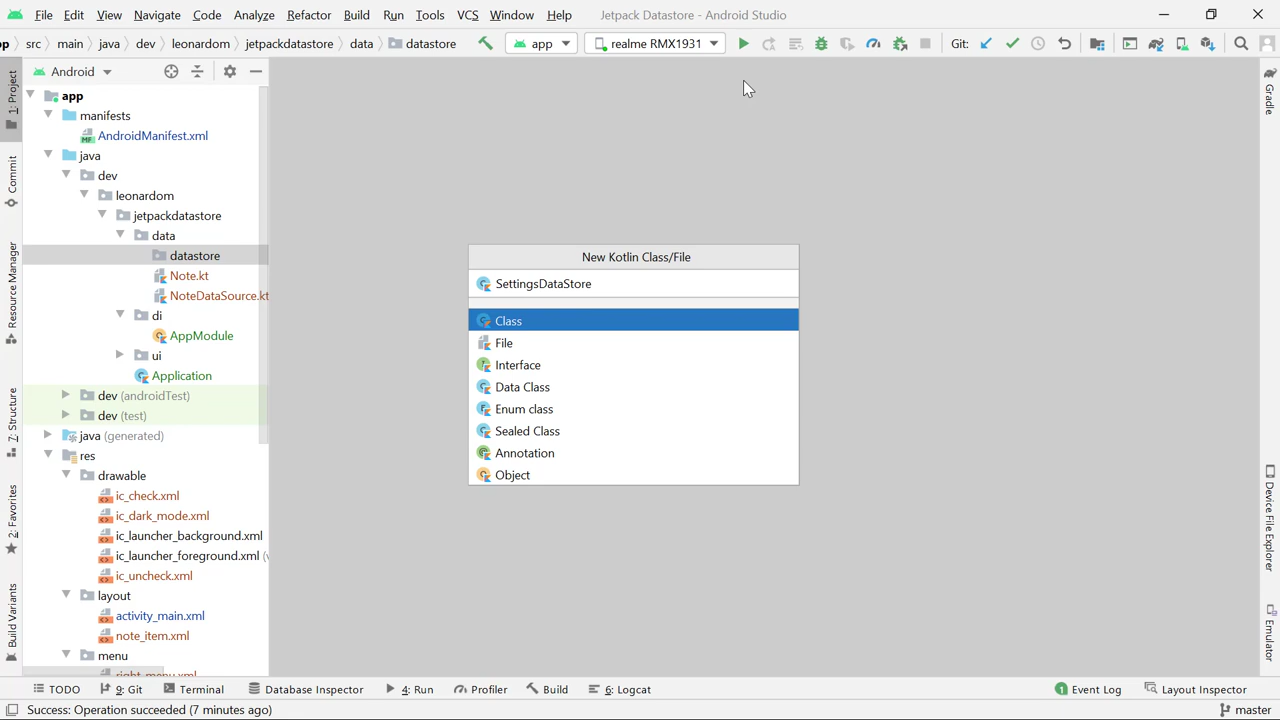 File Edit View Navigate Code Analyze Refactor Build Run Tools VCS Window Help Jetpack Datastore - Android Studio
src main java dev leonardom jetpackdatastore data datastore app realme RMX1931 Git:
Android
1: Project
Commit
Resource Manager
7: Structure
2: Favorites
Build Variants
app
manifests
AndroidManifest.xml
java
dev
leonardom
jetpackdatastore
data
datastore
Note.kt
NoteDataSource.kt
di
AppModule
ui
Application
dev (androidTest)
dev (test)
java (generated)
res
drawable
ic_check.xml
ic_dark_mode.xml
ic_launcher_background.xml
ic_launcher_foreground.xml (v
ic_uncheck.xml
layout
activity_main.xml
note_item.xml
menu
right_menu.xml
New Kotlin Class/File
SettingsDataStore
Class
File
Interface
Data Class
Enum class
Sealed Class
Annotation
Object
Gradle
Device File Explorer
Emulator
TODO 9: Git Terminal Database Inspector 4: Run Profiler Build 6: Logcat 1 Event Log Layout Inspector
Success: Operation succeeded (7 minutes ago) master